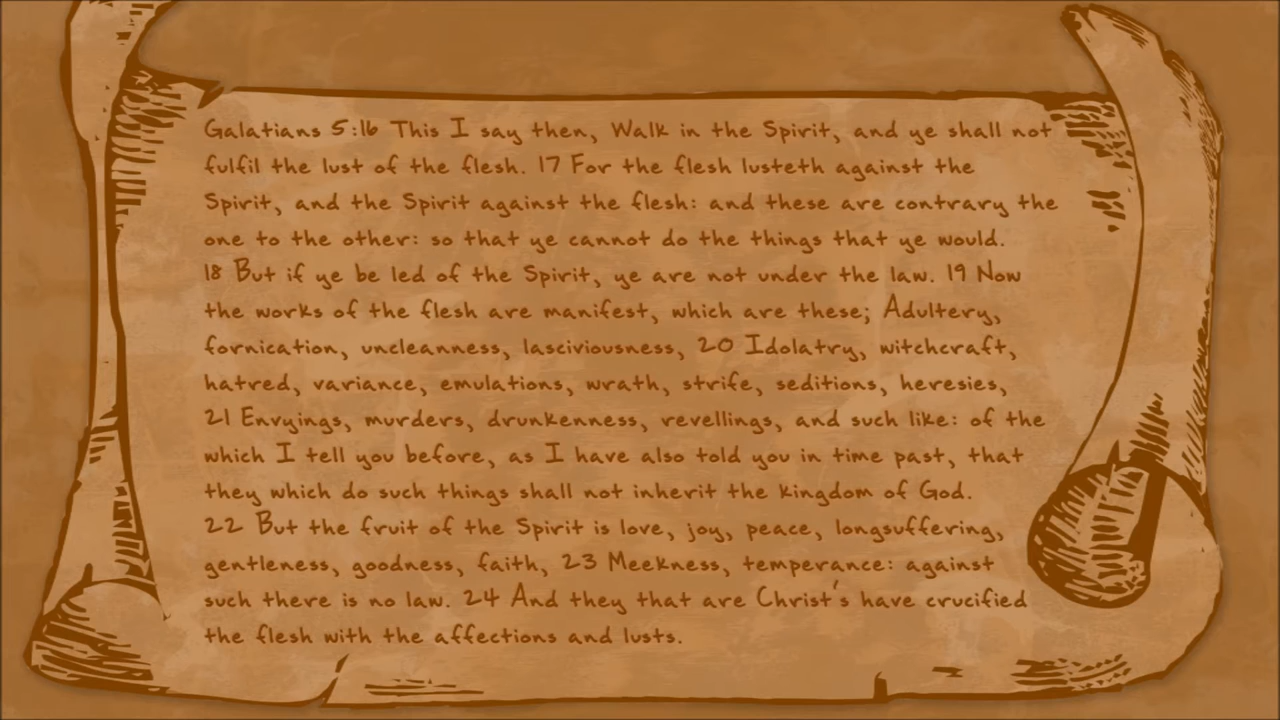 Galatians 5:16 This I say then, Walk in the Spirit, and ye shall not
fulfil the lust of the flesh. 17 For the flesh lusteth against the
Spirit, and the Spirit against the flesh: and these are contrary the
one to the other: so that ye cannot do the things that ye would.
18 But if ye be led of the Spirit, ye are not under the law. 19 Now
the works of the flesh are manifest, which are these; Adultery,
fornication, uncleanness, lasciviousness, 20 Idolatry, witchcraft,
hatred, variance, emulations, wrath, strife, seditions, heresies,
21 Envyings, murders, drunkenness, revellings, and such like: of the
which I tell you before, as I have also told you in time past, that
they which do such things shall not inherit the kingdom of God.
22 But the fruit of the Spirit is love, joy, peace, longsuffering,
gentleness, goodness, faith, 23 Meekness, temperance: against
such there is no law. 24 And they that are Christ's have crucified
the flesh with the affections and lusts.